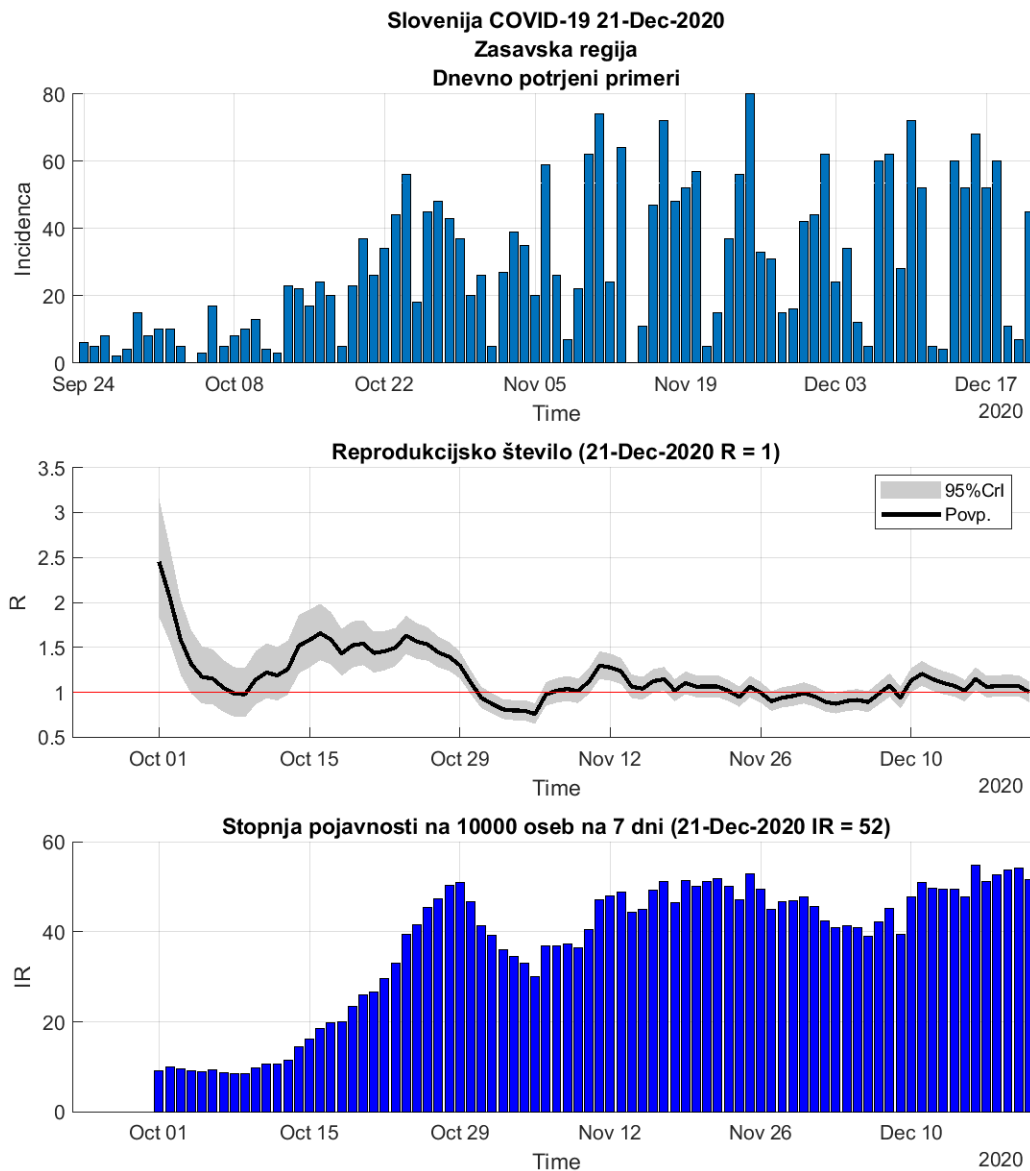 Slovenija COVID-19 21-Dec-2020
Zasavska regija
Dnevno potrjeni primeri
80
60
40
20
0
Incidenca
Sep 24 Oct 08 Oct 22 Nov 05 Nov 19 Dec 03 Dec 17
Time
2020
Reprodukcijsko število (21-Dec-2020 R = 1)
3.5
3
2.5
2
1.5
1
0.5
R
95%CrI
Povp.
Oct 01 Oct 15 Oct 29 Nov 12 Nov 26 Dec 10
Time
2020
Stopnja pojavnosti na 10000 oseb na 7 dni (21-Dec-2020 IR = 52)
60
40
20
0
IR
Oct 01 Oct 15 Oct 29 Nov 12 Nov 26 Dec 10
Time
2020